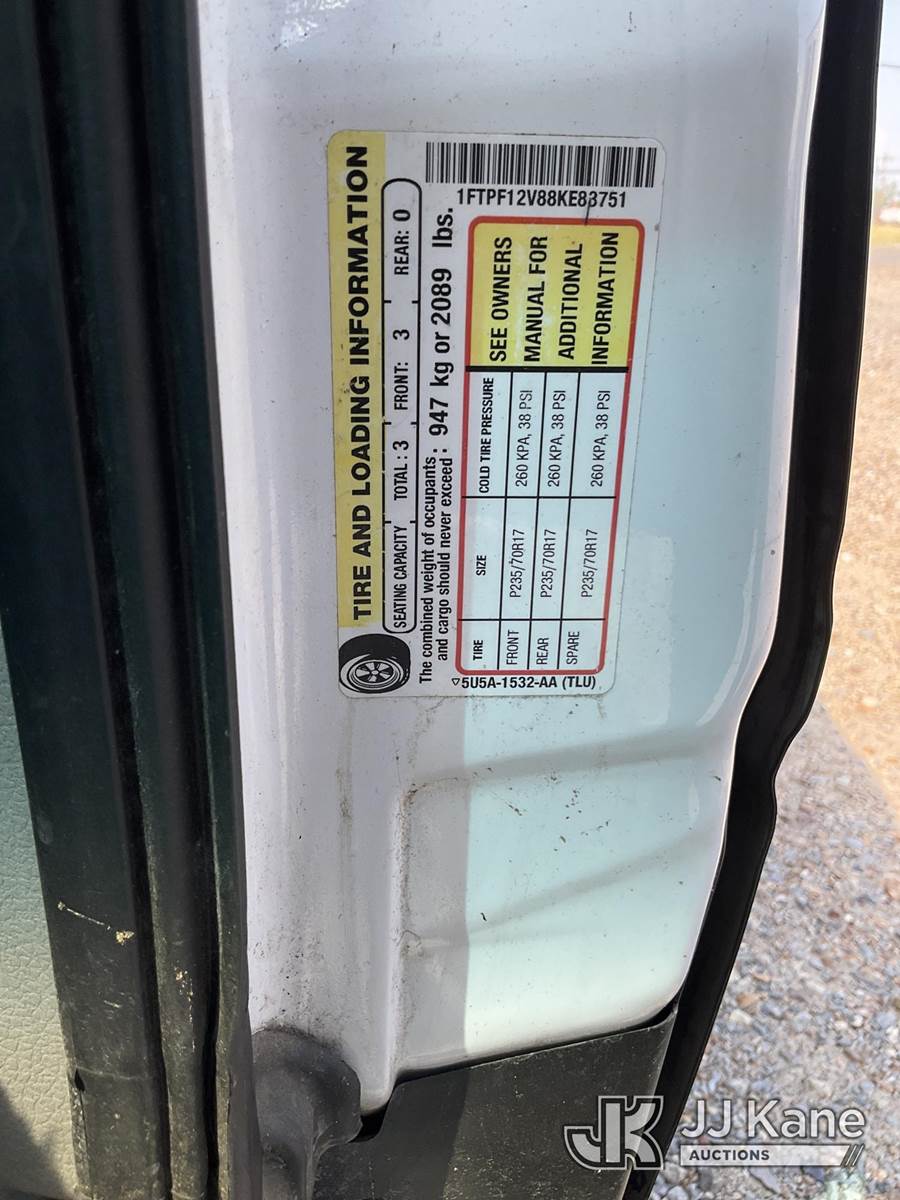 TIRE AND LOADING INFORMATION
SEATING CAPACITY TOTAL : 3 FRONT: 3 REAR: 0
The combined weight of occupants
and cargo should never exceed : 947 kg or 2089 lbs.
1FTPF12V88KE83751
TIRE SIZE COLD TIRE PRESSURE
FRONT P235/70R17 260 KPA, 38 PSI
REAR P235/70R17 260 KPA, 38 PSI
SPARE P235/70R17 260 KPA, 38 PSI
SEE OWNERS
MANUAL FOR
ADDITIONAL
INFORMATION
5U5A-1532-AA (TLU)
JK JJ Kane
AUCTIONS